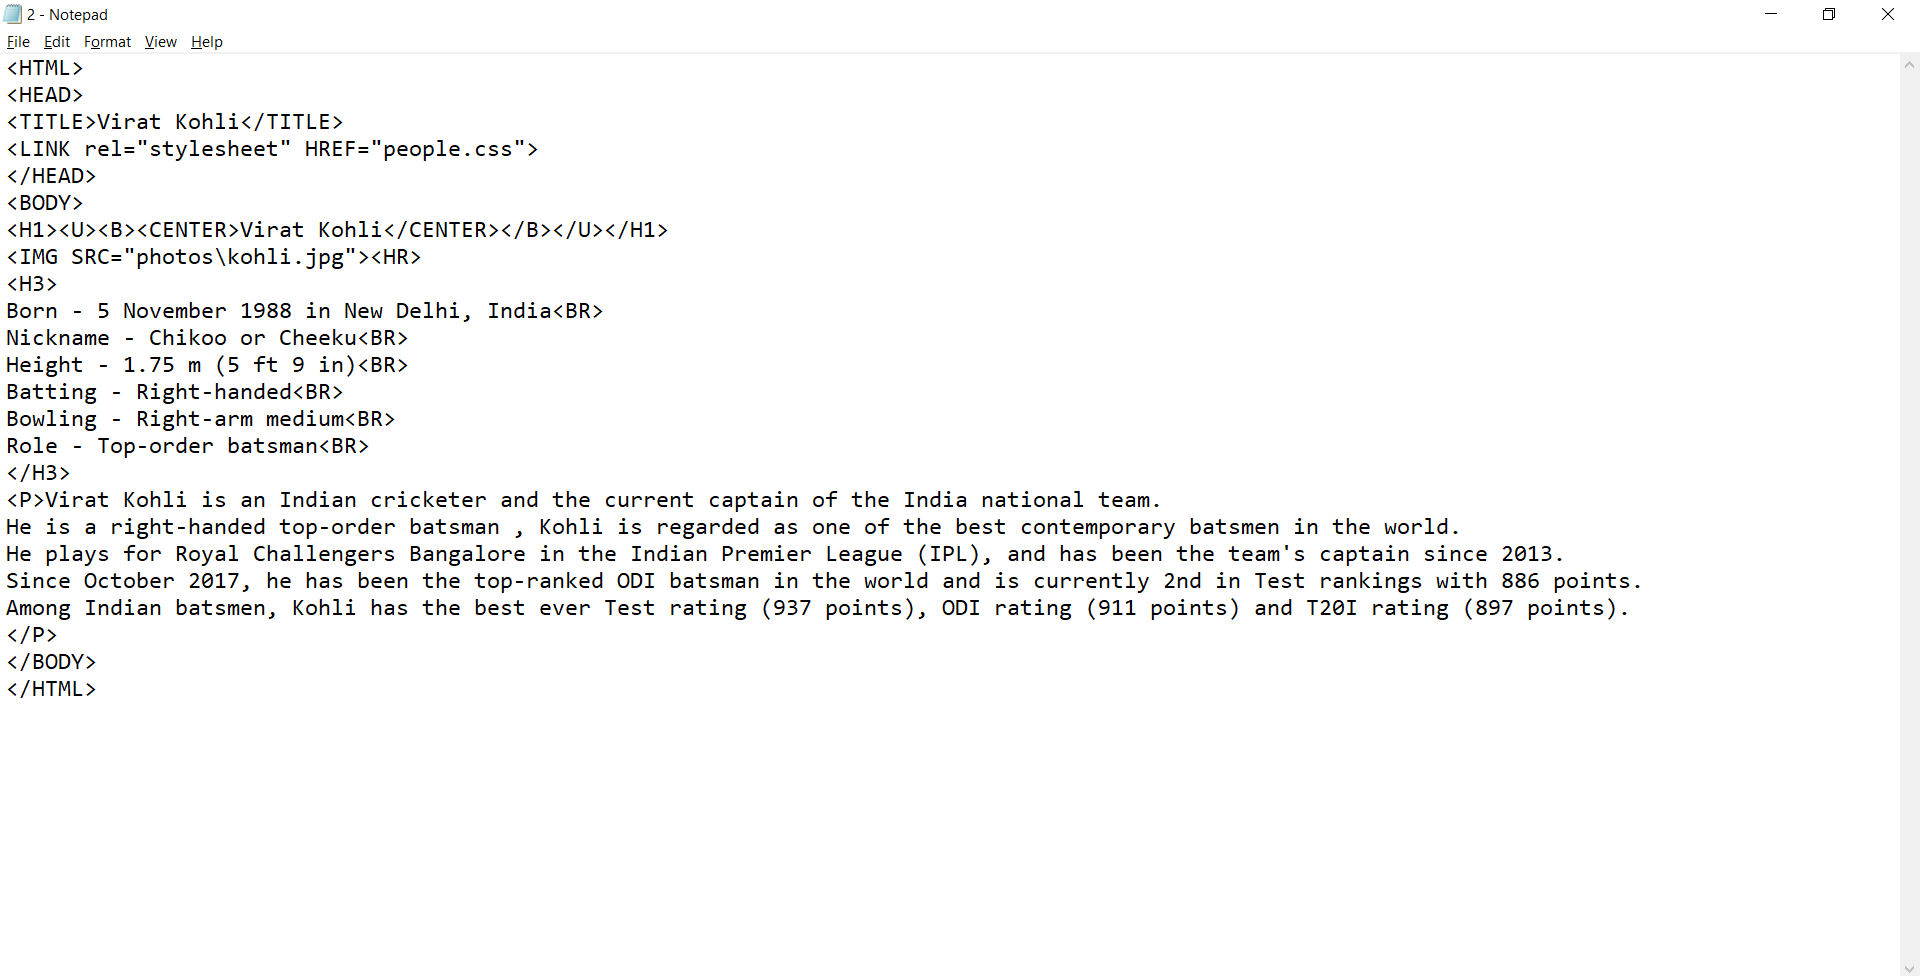 2 - Notepad
File Edit Format View Help
<HTML>
<HEAD>
<TITLE>Virat Kohli</TITLE>
<LINK rel="stylesheet" HREF="people.css">
</HEAD>
<BODY>
<H1><U><B><CENTER>Virat Kohli</CENTER></B></U></H1>
<IMG SRC="photos\kohli.jpg"><HR>
<H3>
Born - 5 November 1988 in New Delhi, India<BR>
Nickname - Chikoo or Cheeku<BR>
Height - 1.75 m (5 ft 9 in)<BR>
Batting - Right-handed<BR>
Bowling - Right-arm medium<BR>
Role - Top-order batsman<BR>
</H3>
<P>Virat Kohli is an Indian cricketer and the current captain of the India national team.
He is a right-handed top-order batsman , Kohli is regarded as one of the best contemporary batsmen in the world.
He plays for Royal Challengers Bangalore in the Indian Premier League (IPL), and has been the team's captain since 2013.
Since October 2017, he has been the top-ranked ODI batsman in the world and is currently 2nd in Test rankings with 886 points.
Among Indian batsmen, Kohli has the best ever Test rating (937 points), ODI rating (911 points) and T20I rating (897 points).
</P>
</BODY>
</HTML>